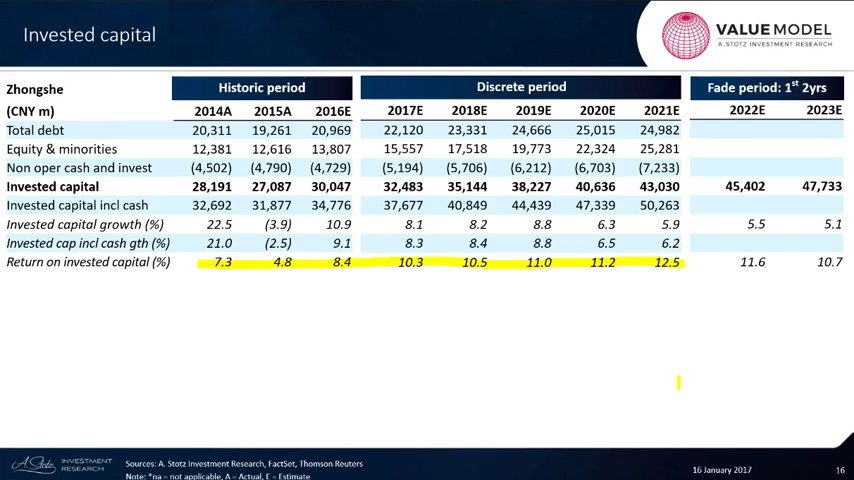 Invested capital
VALUE MODEL
A. STOTZ INVESTMENT RESEARCH
Zhongshe Historic period Discrete period Fade period: 1st 2yrs
(CNY m) 2014A 2015A 2016E 2017E 2018E 2019E 2020E 2021E 2022E 2023E
Total debt 20,311 19,261 20,969 22,120 23,331 24,666 25,015 24,982
Equity & minorities 12,381 12,616 13,807 15,557 17,518 19,773 22,324 25,281
Non oper cash and invest (4,502) (4,790) (4,729) (5,194) (5,706) (6,212) (6,703) (7,233)
Invested capital 28,191 27,087 30,047 32,483 35,144 38,227 40,636 43,030 45,402 47,733
Invested capital incl cash 32,692 31,877 34,776 37,677 40,849 44,439 47,339 50,263
Invested capital growth (%) 22.5 (3.9) 10.9 8.1 8.2 8.8 6.3 5.9 5.5 5.1
Invested cap incl cash gth (%) 21.0 (2.5) 9.1 8.3 8.4 8.8 6.5 6.2
Return on invested capital (%) 7.3 4.8 8.4 10.3 10.5 11.0 11.2 12.5 11.6 10.7
A. Stotz INVESTMENT RESEARCH
Sources: A. Stotz Investment Research, FactSet, Thomson Reuters
Note: *na = not applicable, A = Actual, E = Estimate
16 January 2017
16